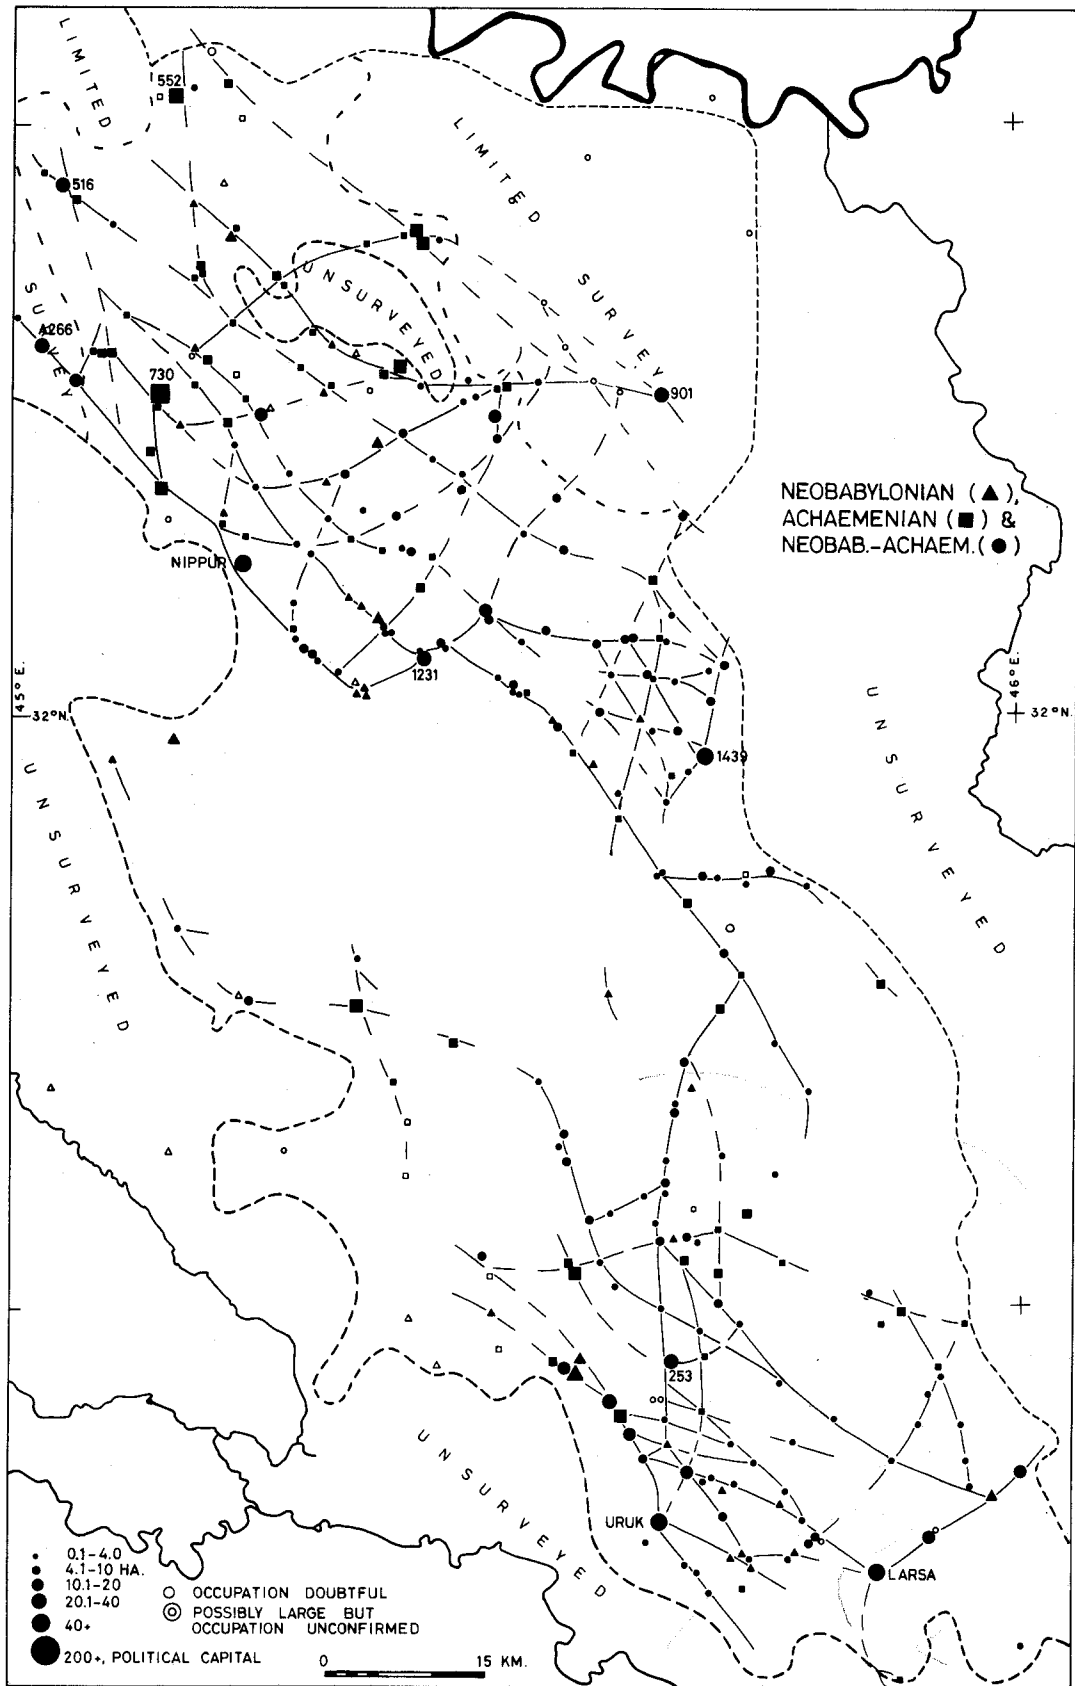 LIMITED
552
LIMITED SURVEY
516
SURVEY
UNSURVEYED
A266
730
901
NEOBABYLONIAN (▲),
ACHAEMENIAN (■) &
NEOBAB.-ACHAEM. (●)
NIPPUR
1231
45° E.
46° E.
32° N.
32° N.
1439
UNSURVEYED
UNSURVEYED
253
UNSURVEYED
URUK
LARSA
0.1-4.0
4.1-10 HA.
10.1-20
20.1-40
40+
200+, POLITICAL CAPITAL
OCCUPATION DOUBTFUL
POSSIBLY LARGE BUT
OCCUPATION UNCONFIRMED
0 15 KM.